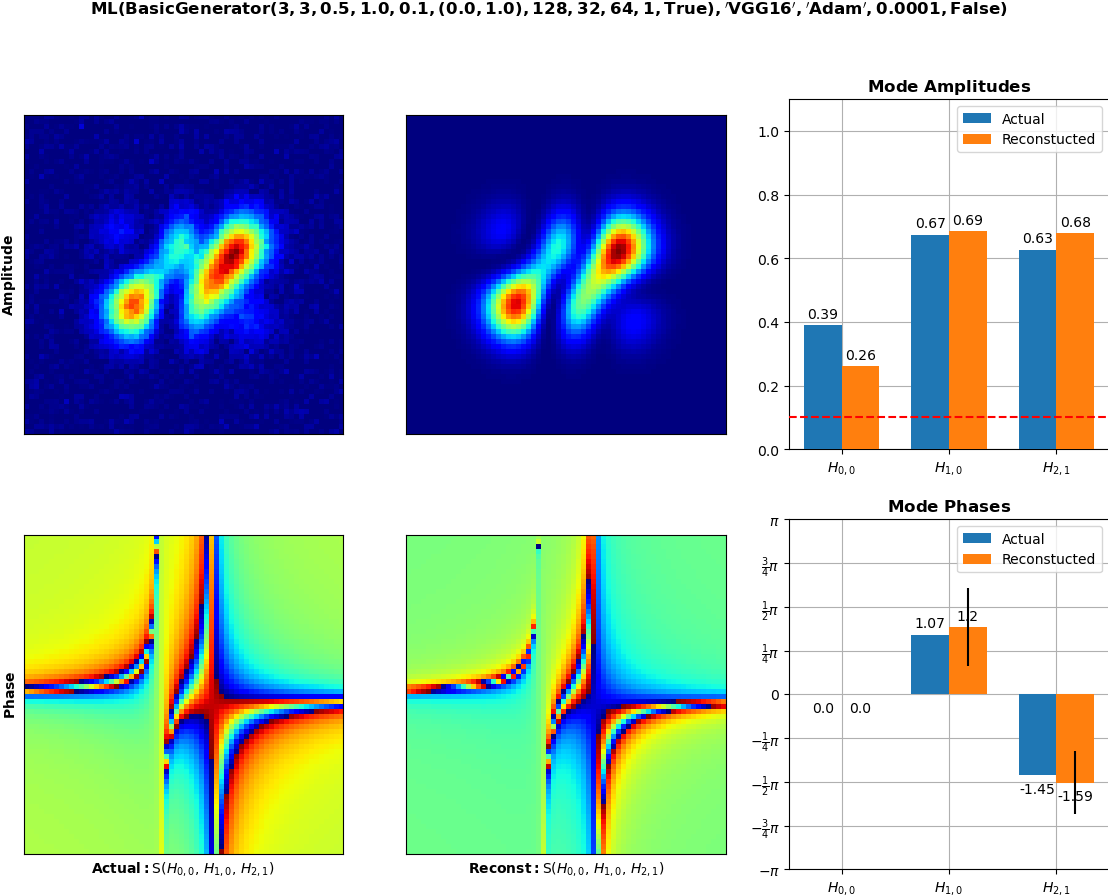 ML(BasicGenerator(3, 3, 0.5, 1.0, 0.1, (0.0, 1.0), 128, 32, 64, 1, True), ′VGG16′, ′Adam′, 0.0001, False)
Amplitude
Mode Amplitudes
Actual
Reconstucted
1.0
0.8
0.6
0.4
0.2
0.0
0.39
0.26
0.67
0.69
0.63
0.68
H0,0
H1,0
H2,1
Phase
Actual: S(H0,0, H1,0, H2,1)
Reconst: S(H0,0, H1,0, H2,1)
Mode Phases
Actual
Reconstucted
π
3/4π
1/2π
1/4π
0
−1/4π
−1/2π
−3/4π
−π
0.0
0.0
1.07
1.2
-1.45
-1.59
H0,0
H1,0
H2,1